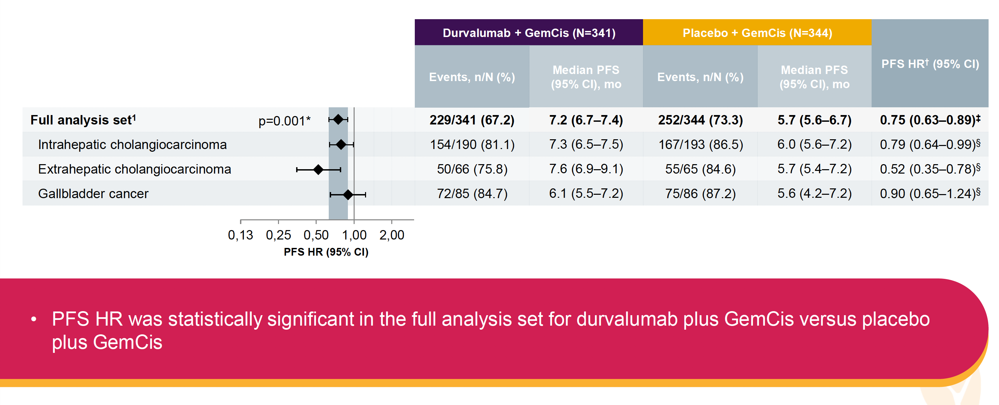 Durvalumab + GemCis (N=341) Placebo + GemCis (N=344)
PFS HR† (95% CI)
Events, n/N (%) Median PFS (95% CI), mo Events, n/N (%) Median PFS (95% CI), mo
Full analysis set¹ p=0.001* 229/341 (67.2) 7.2 (6.7–7.4) 252/344 (73.3) 5.7 (5.6–6.7) 0.75 (0.63–0.89)‡
Intrahepatic cholangiocarcinoma 154/190 (81.1) 7.3 (6.5–7.5) 167/193 (86.5) 6.0 (5.6–7.2) 0.79 (0.64–0.99)§
Extrahepatic cholangiocarcinoma 50/66 (75.8) 7.6 (6.9–9.1) 55/65 (84.6) 5.7 (5.4–7.2) 0.52 (0.35–0.78)§
Gallbladder cancer 72/85 (84.7) 6.1 (5.5–7.2) 75/86 (87.2) 5.6 (4.2–7.2) 0.90 (0.65–1.24)§
0,13 0,25 0,50 1,00 2,00
PFS HR (95% CI)
• PFS HR was statistically significant in the full analysis set for durvalumab plus GemCis versus placebo
plus GemCis